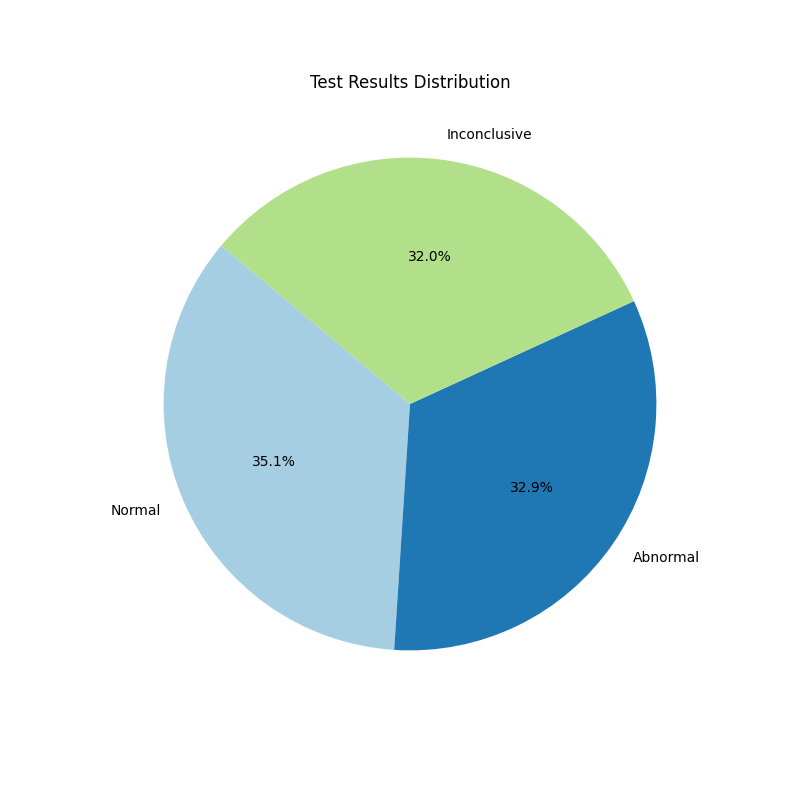 Test Results Distribution
Inconclusive
32.0%
35.1%
32.9%
Normal
Abnormal